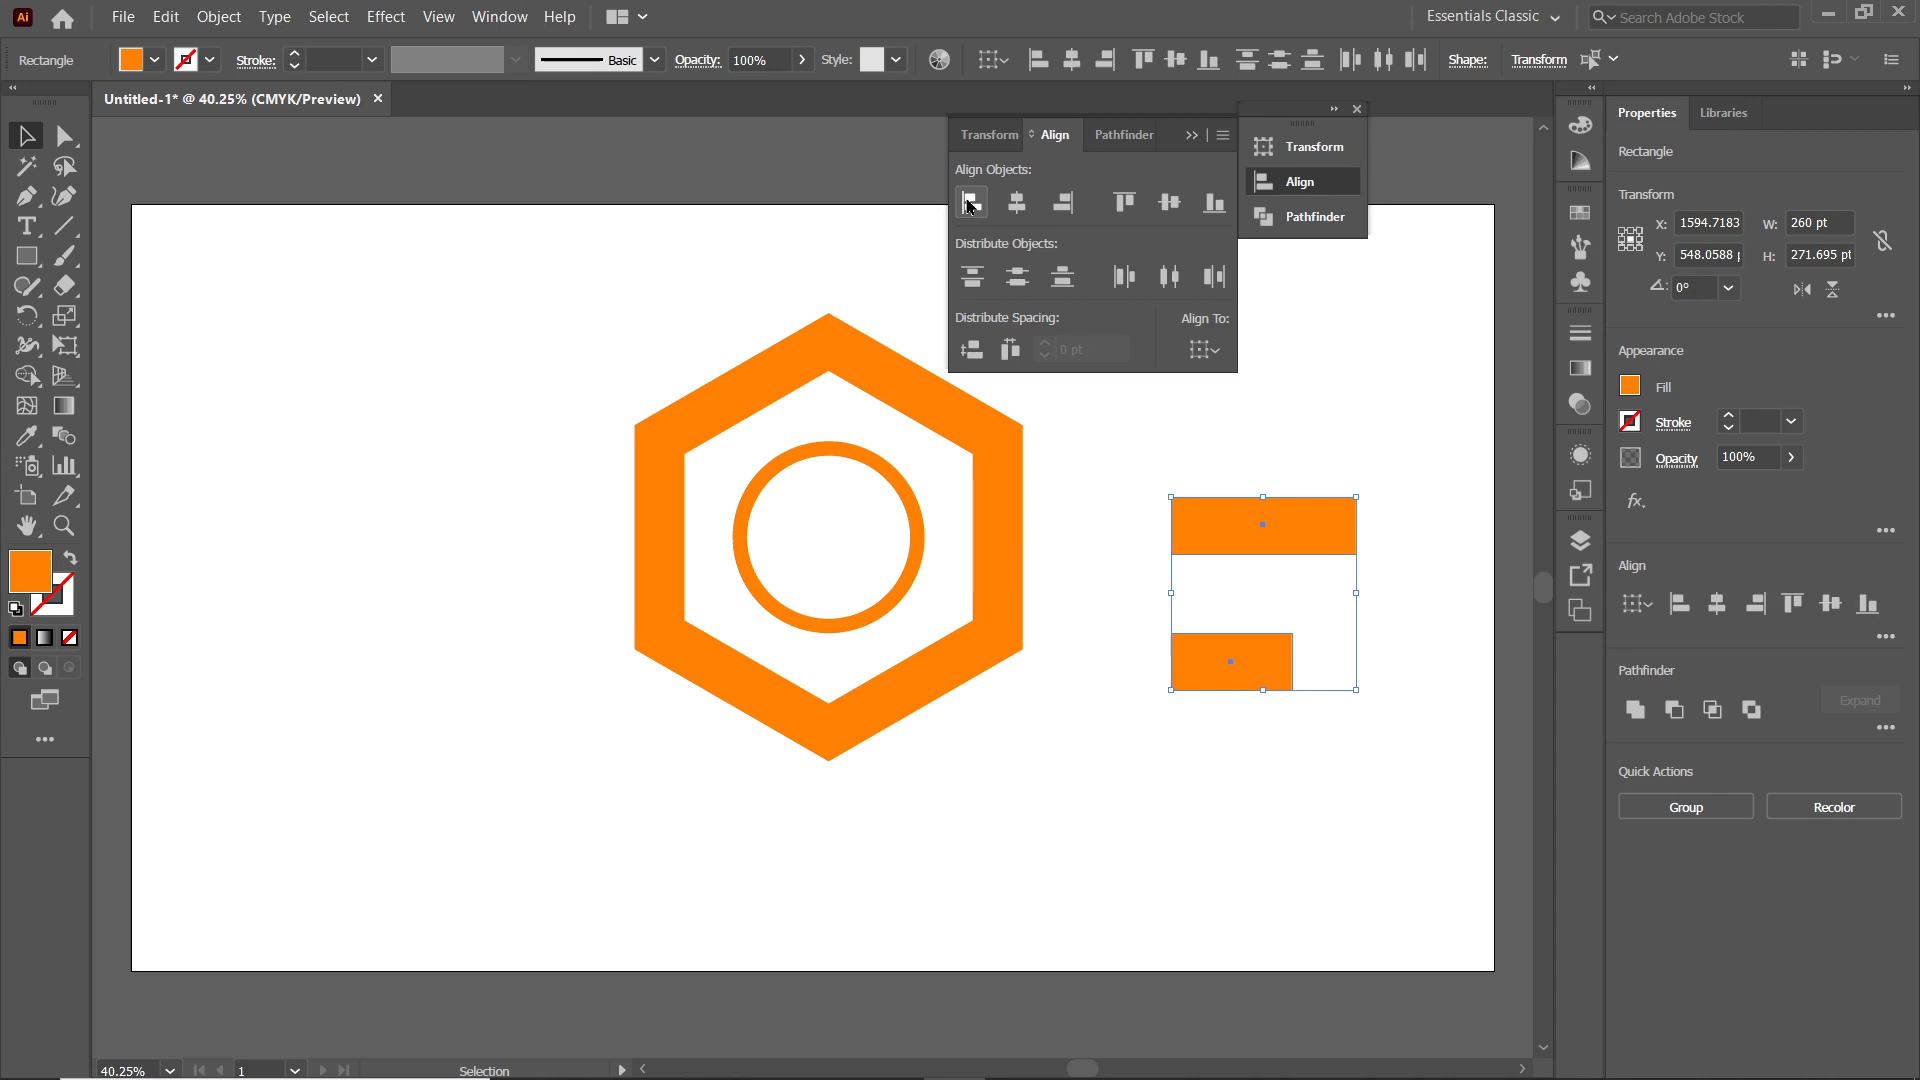 Ai File Edit Object Type Select Effect View Window Help Essentials Classic Search Adobe Stock
Rectangle Stroke: Basic Opacity: 100% Style: Shape: Transform
Untitled-1* @ 40.25% (CMYK/Preview)
Transform Align Pathfinder
Align Objects:
Distribute Objects:
Distribute Spacing: Align To:
0 pt
Transform
Align
Pathfinder
Properties Libraries
Rectangle
Transform
X: 1594.7183 W: 260 pt
Y: 548.0588 p H: 271.695 pt
0°
Appearance
Fill
Stroke
Opacity 100%
fx.
Align
Pathfinder
Expand
Quick Actions
Group Recolor
40.25% 1 Selection